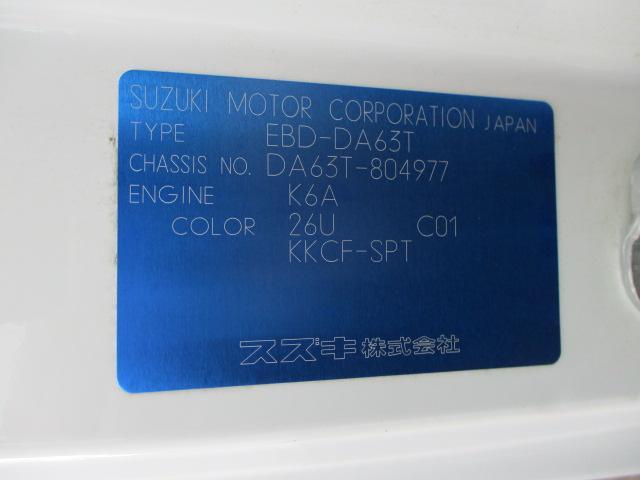 SUZUKI MOTOR CORPORATION JAPAN
TYPE EBD-DA63T
CHASSIS NO. DA63T-804977
ENGINE K6A
COLOR 26U C01
KKCF-SPT
スズキ株式会社